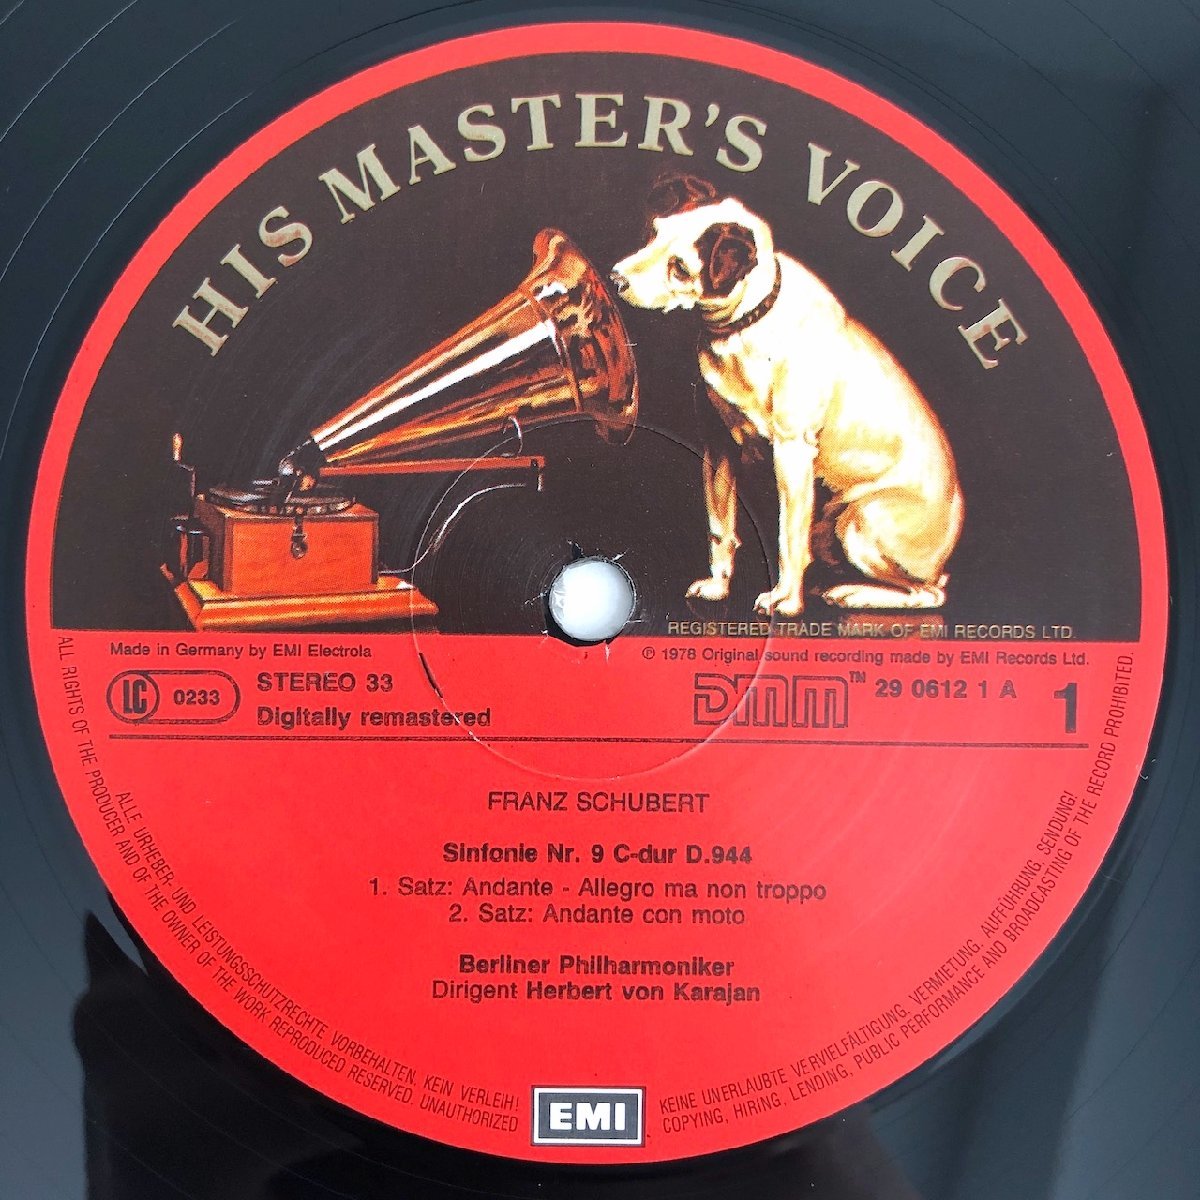 HIS MASTER'S VOICE
REGISTERED TRADE MARK OF EMI RECORDS LTD.
Made in Germany by EMI Electrola
℗ 1978 Original sound recording made by EMI Records Ltd.
LC 0233
STEREO 33
Digitally remastered
DMM™ 29 0612 1 A
1
FRANZ SCHUBERT
Sinfonie Nr. 9 C-dur D.944
1. Satz: Andante - Allegro ma non troppo
2. Satz: Andante con moto
Berliner Philharmoniker
Dirigent Herbert von Karajan
ALLE URHEBER- UND LEISTUNGSSCHUTZRECHTE VORBEHALTEN. KEIN VERLEIH! KEINE UNERLAUBTE VERVIELFÄLTIGUNG, VERMIETUNG, AUFFÜHRUNG, SENDUNG!
ALL RIGHTS OF THE PRODUCER AND OF THE OWNER OF THE WORK REPRODUCED RESERVED. UNAUTHORIZED COPYING, HIRING, LENDING, PUBLIC PERFORMANCE AND BROADCASTING OF THE RECORD PROHIBITED.
EMI